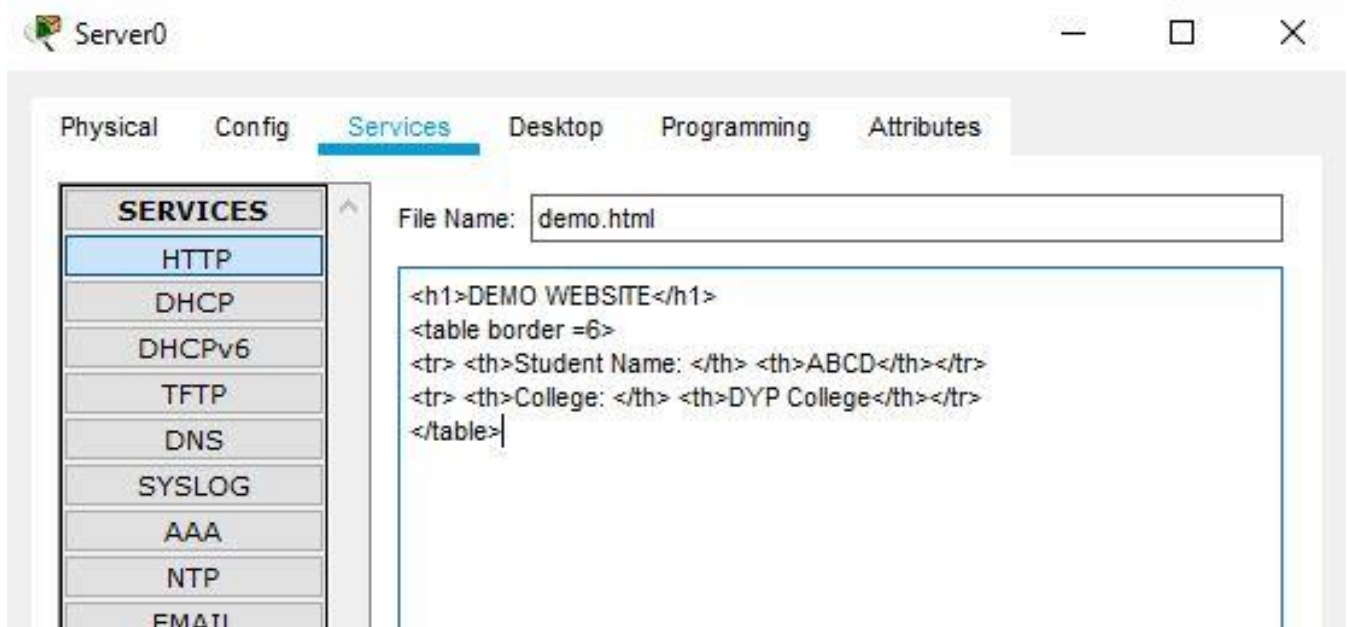 Server0
Physical Config Services Desktop Programming Attributes
SERVICES
HTTP
DHCP
DHCPv6
TFTP
DNS
SYSLOG
AAA
NTP
EMAIL
File Name: demo.html
<h1>DEMO WEBSITE</h1>
<table border =6>
<tr> <th>Student Name: </th> <th>ABCD</th></tr>
<tr> <th>College: </th> <th>DYP College</th></tr>
</table>